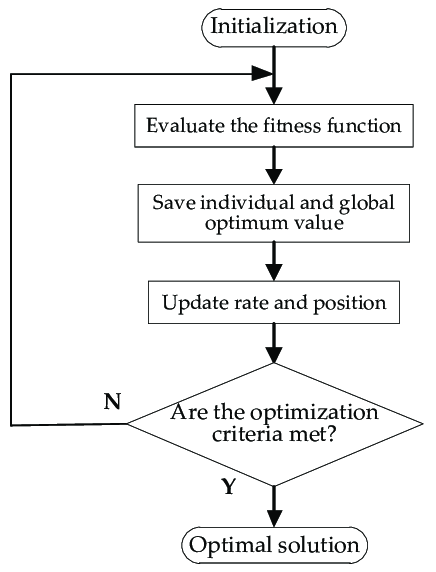 Initialization
Evaluate the fitness function
Save individual and global
optimum value
Update rate and position
Are the optimization
criteria met?
N
Y
Optimal solution